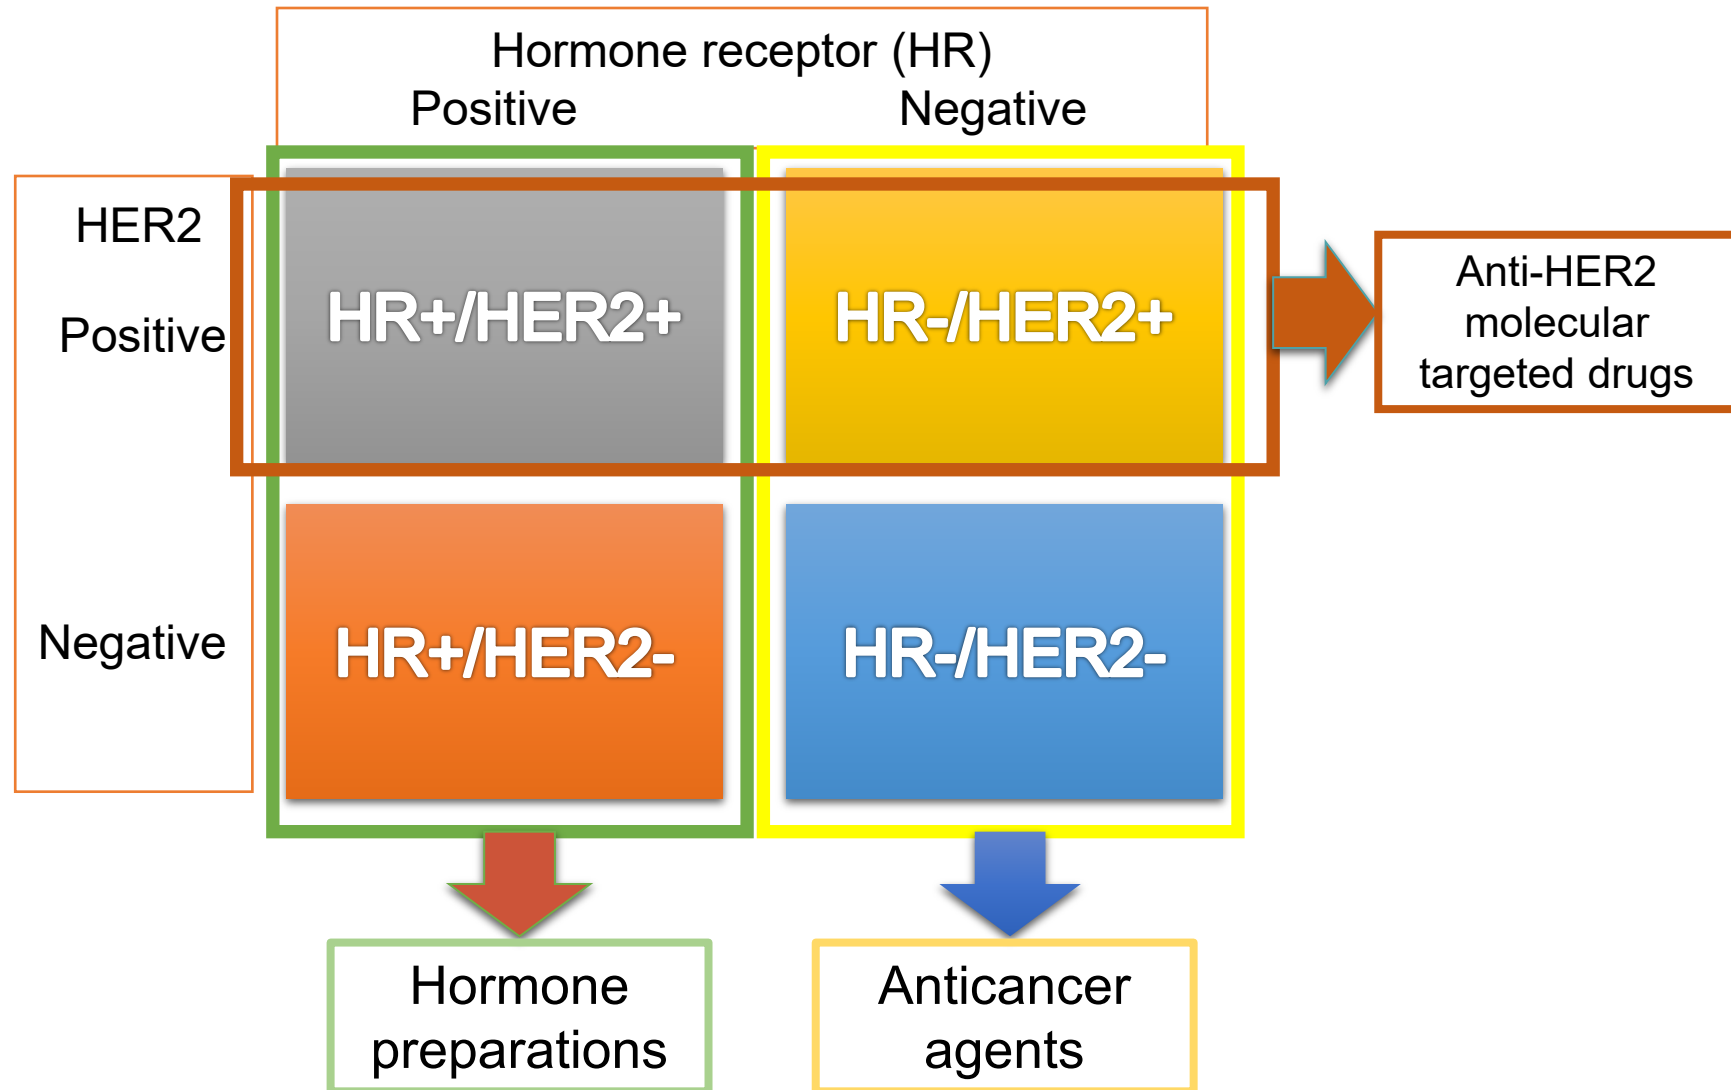 Hormone receptor (HR)
Positive Negative
HER2
Positive
HR+/HER2+
HR-/HER2+
Anti-HER2
molecular
targeted drugs
Negative
HR+/HER2-
HR-/HER2-
Hormone
preparations
Anticancer
agents